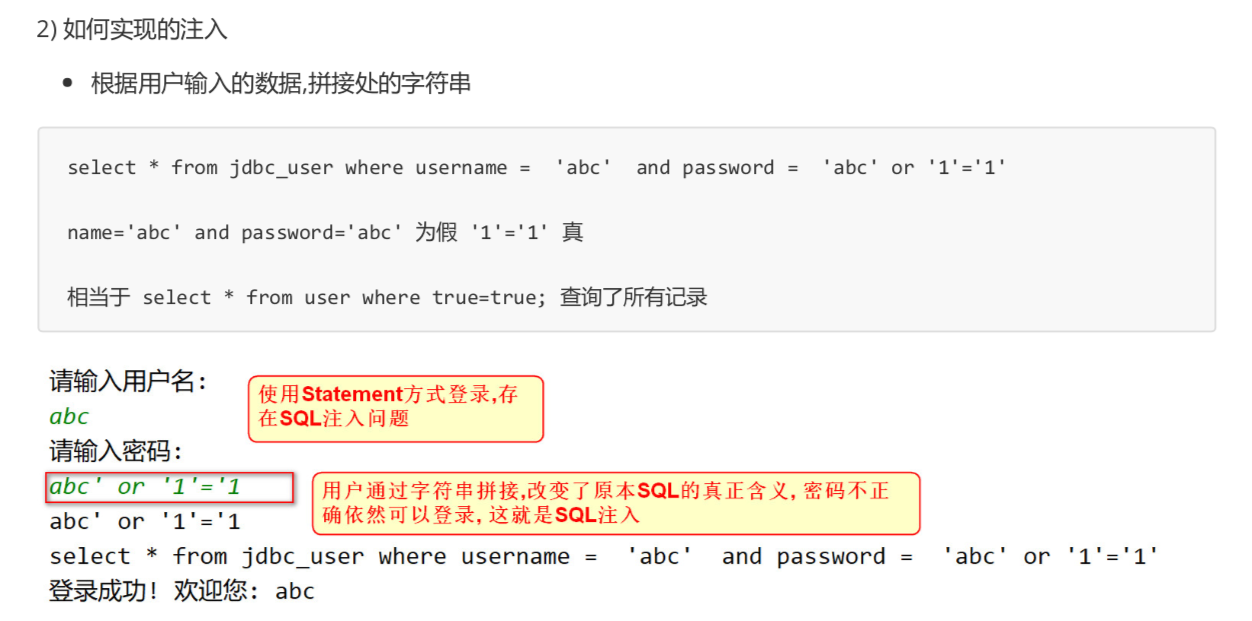 2) 如何实现的注入
• 根据用户输入的数据,拼接处的字符串
select * from jdbc_user where username =  'abc'  and password =  'abc' or '1'='1'
name='abc' and password='abc' 为假 '1'='1' 真
相当于 select * from user where true=true; 查询了所有记录
请输入用户名:
使用Statement方式登录,存
在SQL注入问题
abc
请输入密码:
abc' or '1'='1
用户通过字符串拼接,改变了原本SQL的真正含义, 密码不正
确依然可以登录, 这就是SQL注入
abc' or '1'='1
select * from jdbc_user where username =  'abc'  and password =  'abc' or '1'='1'
登录成功! 欢迎您: abc